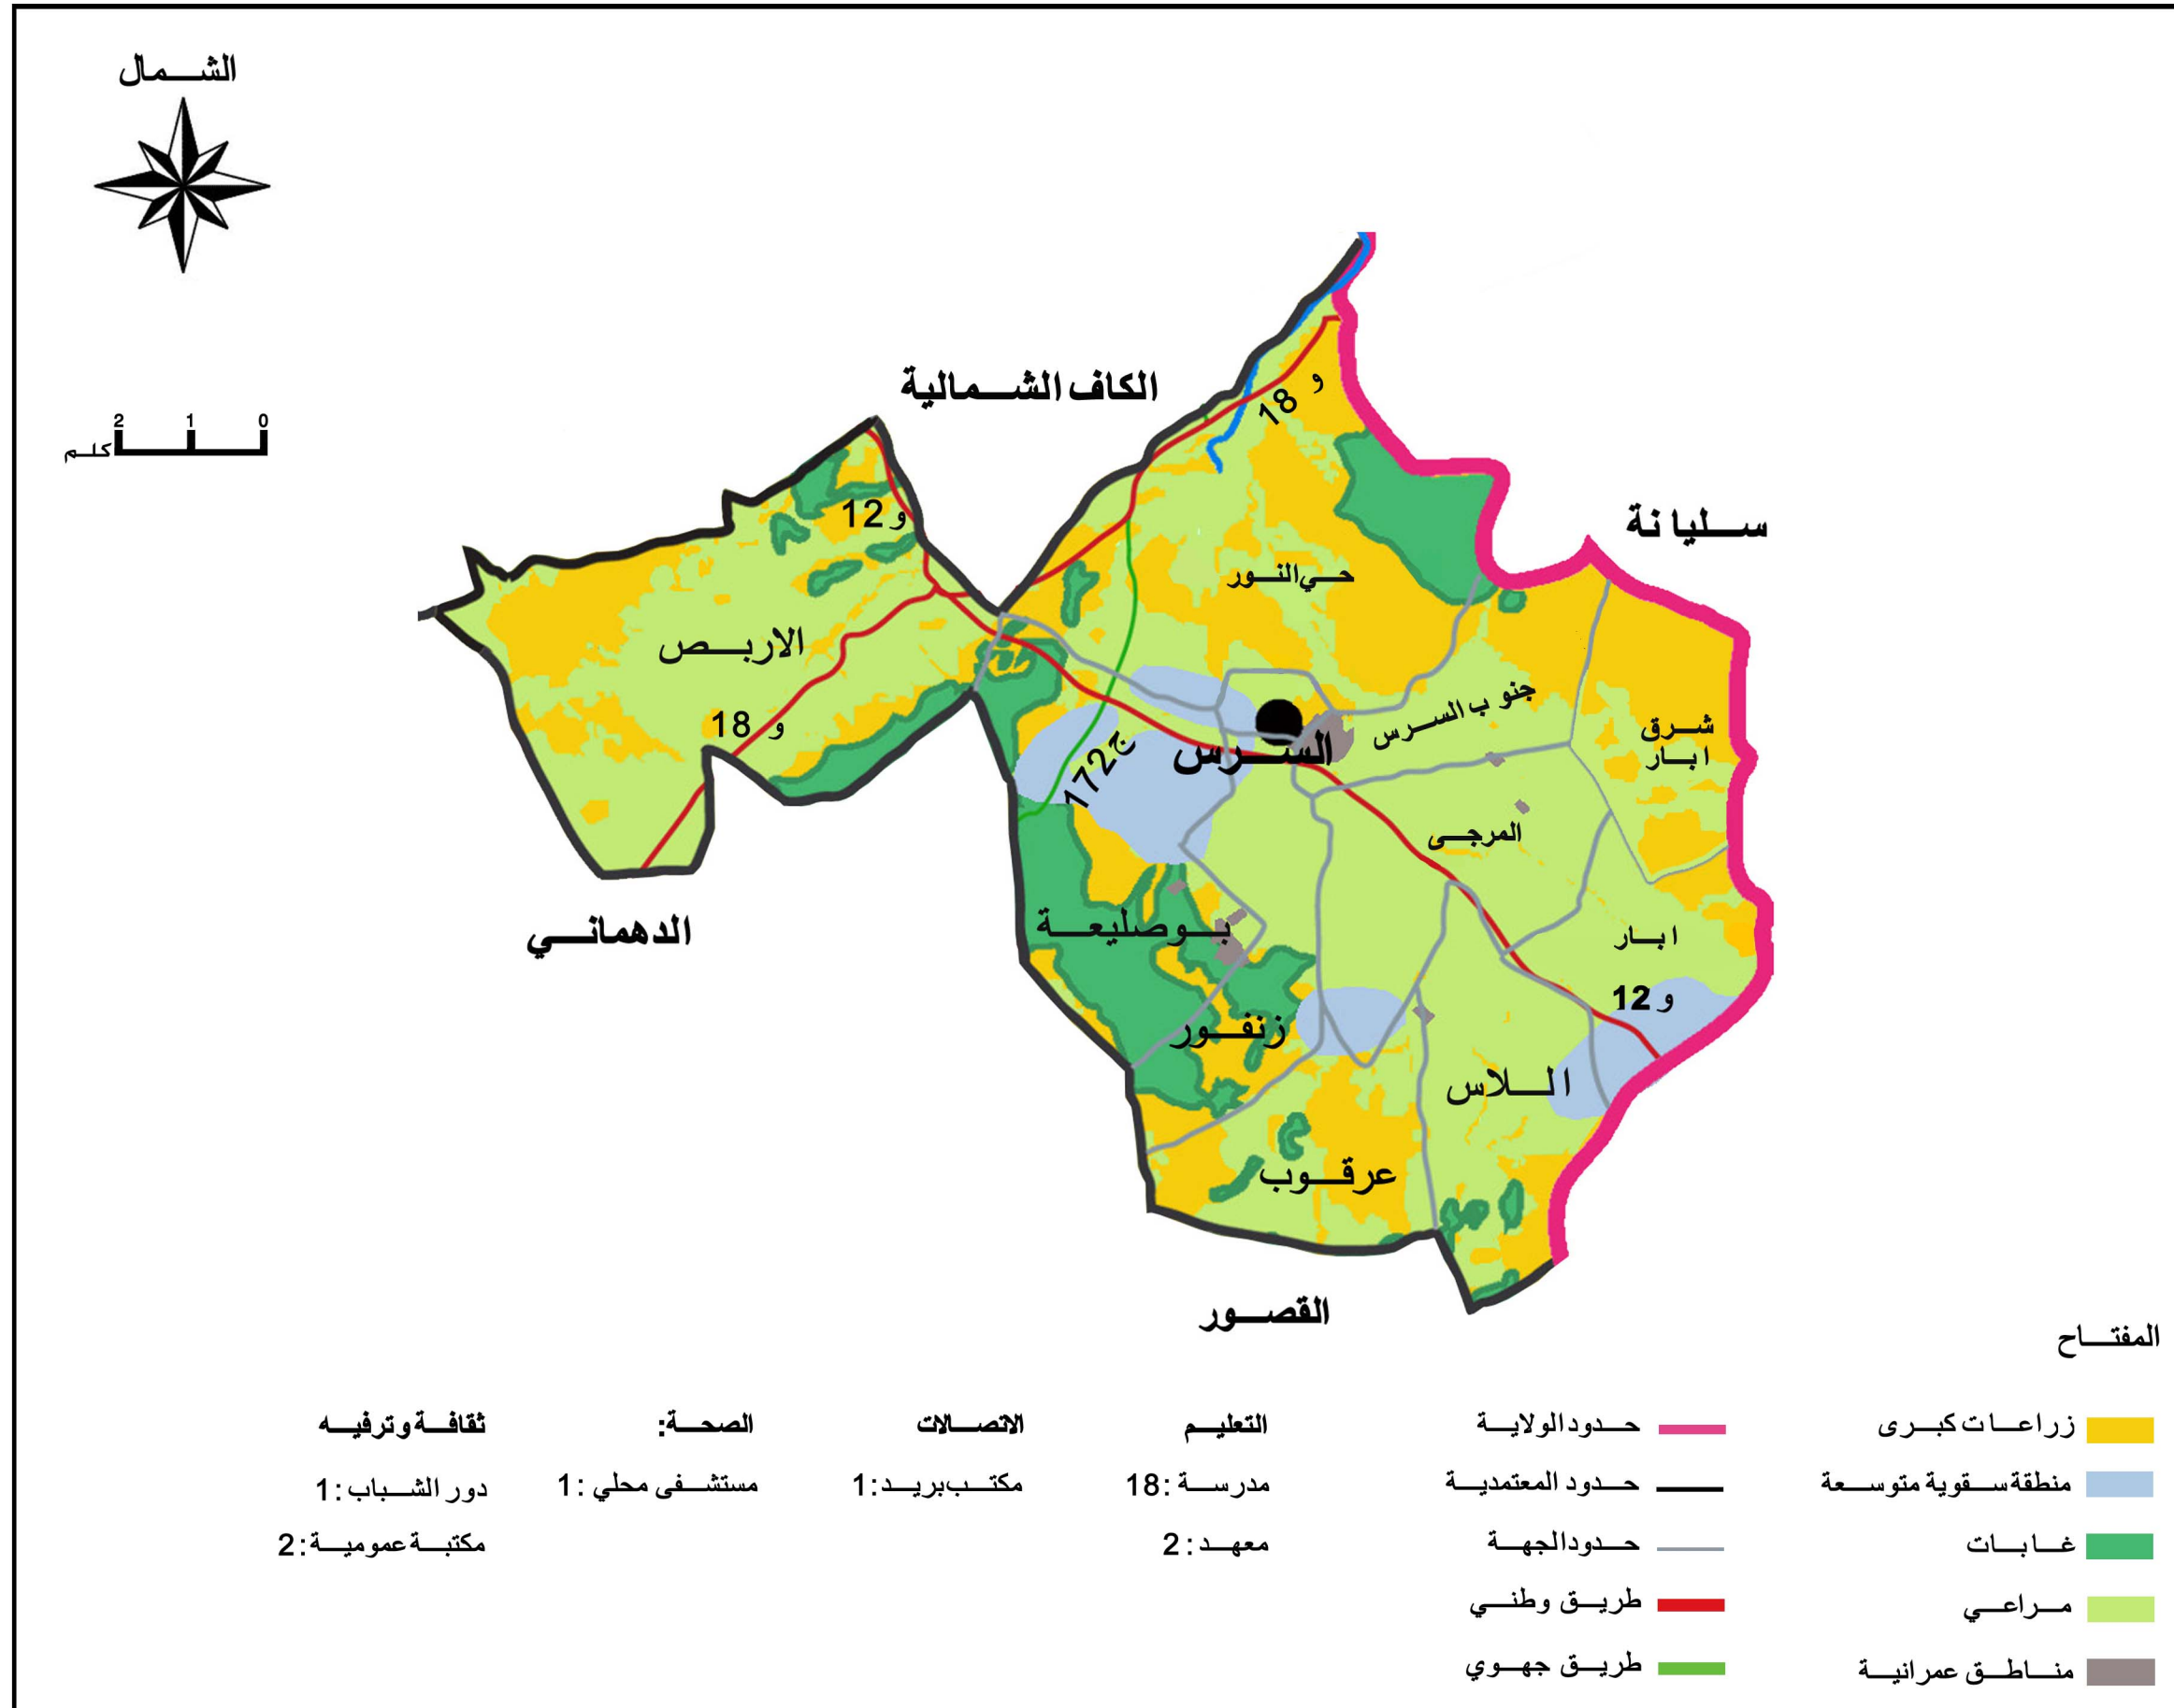 الشمال
2 1 0
كلم
الكاف الشمالية
و 18
سليانة
و 12
حي النور
الاربص
جنوب السرس
و 18
شرق
ابار
السرس
ج 172
المرجى
بوصليعة
الدهماني
ابار
و 12
زنفور
اللاس
عرقوب
القصور
المفتاح
زراعات كبرى
منطقة سقوية متوسعة
غابات
مراعي
مناطق عمرانية
حدود الولاية
حدود المعتمدية
حدود الجهة
طريق وطني
طريق جهوي
التعليم
مدرسة :18
معهد :2
الاتصالات
مكتب بريد :1
الصحة:
مستشفى محلي :1
ثقافة وترفيه
دور الشباب :1
مكتبة عمومية :2